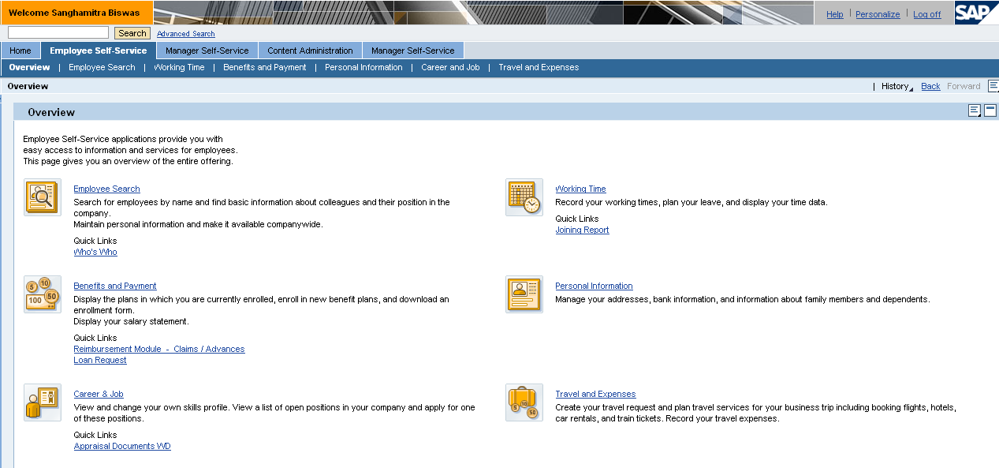 Welcome Sanghamitra Biswas
Help | Personalize | Log off
SAP
Search
Advanced Search
Home
Employee Self-Service
Manager Self-Service
Content Administration
Manager Self-Service
Overview | Employee Search | Working Time | Benefits and Payment | Personal Information | Career and Job | Travel and Expenses
Overview
| History Back Forward
Overview
Employee Self-Service applications provide you with
easy access to information and services for employees.
This page gives you an overview of the entire offering.
Employee Search
Search for employees by name and find basic information about colleagues and their position in the
company.
Maintain personal information and make it available companywide.
Quick Links
Who's Who
Working Time
Record your working times, plan your leave, and display your time data.
Quick Links
Joining Report
5 10 50 100
Benefits and Payment
Display the plans in which you are currently enrolled, enroll in new benefit plans, and download an
enrollment form.
Display your salary statement.
Quick Links
Reimbursement Module - Claims / Advances
Loan Request
Personal Information
Manage your addresses, bank information, and information about family members and dependents.
Career & Job
View and change your own skills profile. View a list of open positions in your company and apply for one
of these positions.
Quick Links
Appraisal Documents WD
5 10 50
Travel and Expenses
Create your travel request and plan travel services for your business trip including booking flights, hotels,
car rentals, and train tickets. Record your travel expenses.